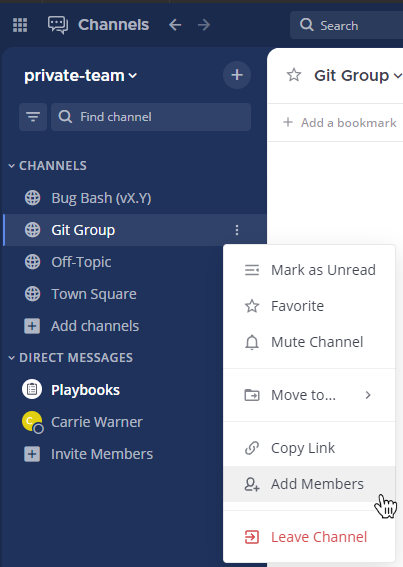 Channels
Search
private-team
Git Group
Find channel
Add a bookmark
CHANNELS
Bug Bash (vX.Y)
Git Group
Off-Topic
Town Square
Add channels
DIRECT MESSAGES
Playbooks
C
Carrie Warner
Invite Members
Mark as Unread
Favorite
Mute Channel
Move to...
Copy Link
Add Members
Leave Channel